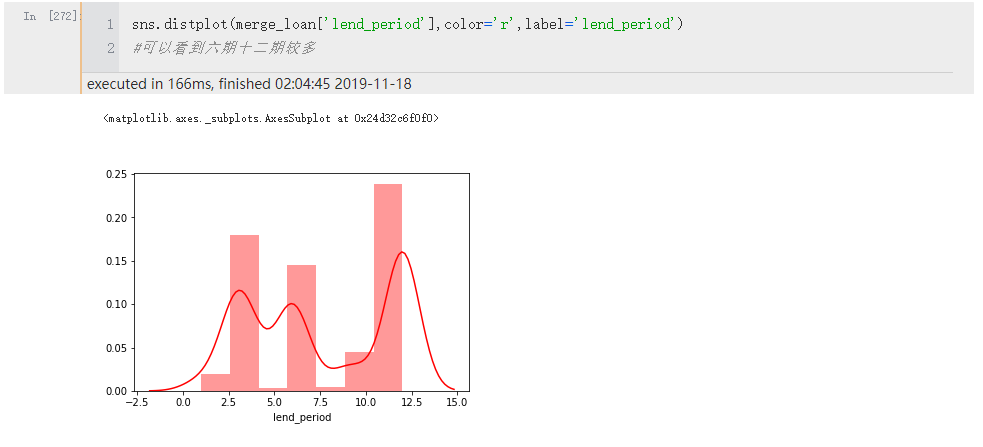 In [272]
1 sns.distplot(merge_loan['lend_period'],color='r',label='lend_period')
2 #可以看到六期十二期较多
executed in 166ms, finished 02:04:45 2019-11-18
<matplotlib.axes._subplots.AxesSubplot at 0x24d32c6f0f0>
0.25
0.20
0.15
0.10
0.05
0.00
−2.5 0.0 2.5 5.0 7.5 10.0 12.5 15.0
lend_period